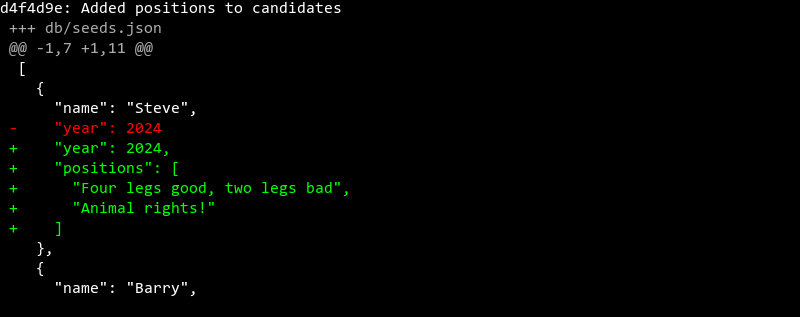 d4f4d9e: Added positions to candidates
 +++ db/seeds.json
 @@ -1,7 +1,11 @@
  [
    {
      "name": "Steve",
 -    "year": 2024
 +    "year": 2024,
 +    "positions": [
 +      "Four legs good, two legs bad",
 +      "Animal rights!"
 +    ]
    },
    {
      "name": "Barry",